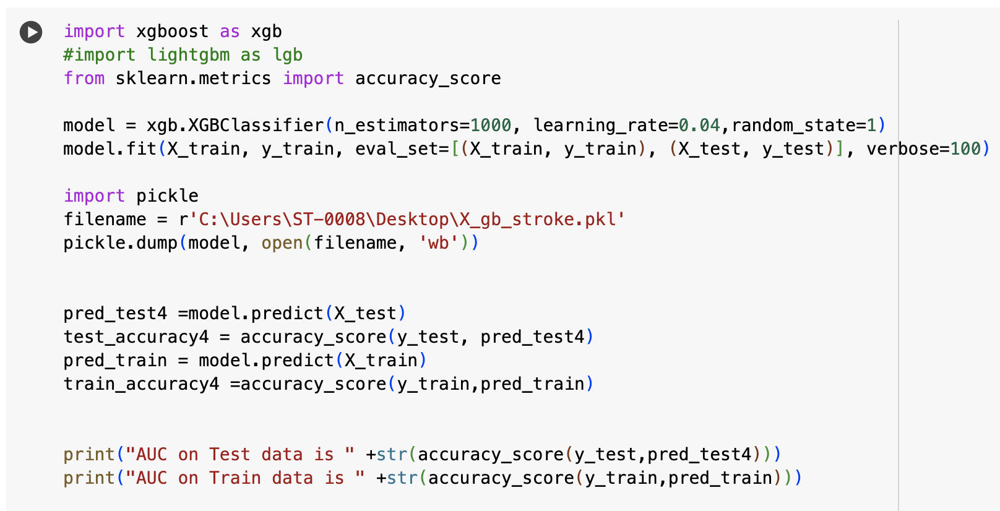 import xgboost as xgb
#import lightgbm as lgb
from sklearn.metrics import accuracy_score
model = xgb.XGBClassifier(n_estimators=1000, learning_rate=0.04,random_state=1)
model.fit(X_train, y_train, eval_set=[(X_train, y_train), (X_test, y_test)], verbose=100)
import pickle
filename = r'C:\Users\ST-0008\Desktop\X_gb_stroke.pkl'
pickle.dump(model, open(filename, 'wb'))
pred_test4 =model.predict(X_test)
test_accuracy4 = accuracy_score(y_test, pred_test4)
pred_train = model.predict(X_train)
train_accuracy4 =accuracy_score(y_train,pred_train)
print("AUC on Test data is " +str(accuracy_score(y_test,pred_test4)))
print("AUC on Train data is " +str(accuracy_score(y_train,pred_train)))